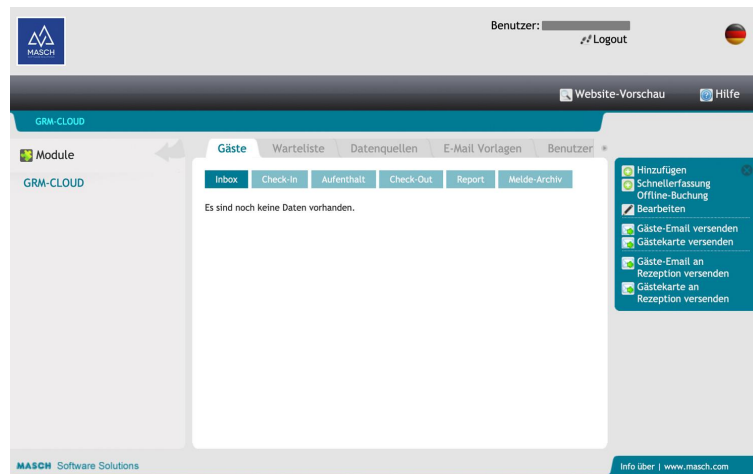 MASCH
Benutzer:
Logout
Website-Vorschau
Hilfe
GRM-CLOUD
Module
GRM-CLOUD
Gäste
Warteliste
Datenquellen
E-Mail Vorlagen
Benutzer
Inbox
Check-In
Aufenthalt
Check-Out
Report
Melde-Archiv
Es sind noch keine Daten vorhanden.
Hinzufügen
Schnellerfassung
Offline-Buchung
Bearbeiten
Gäste-Email versenden
Gästekarte versenden
Gäste-Email an
Rezeption versenden
Gästekarte an
Rezeption versenden
MASCH Software Solutions
Info über | www.masch.com